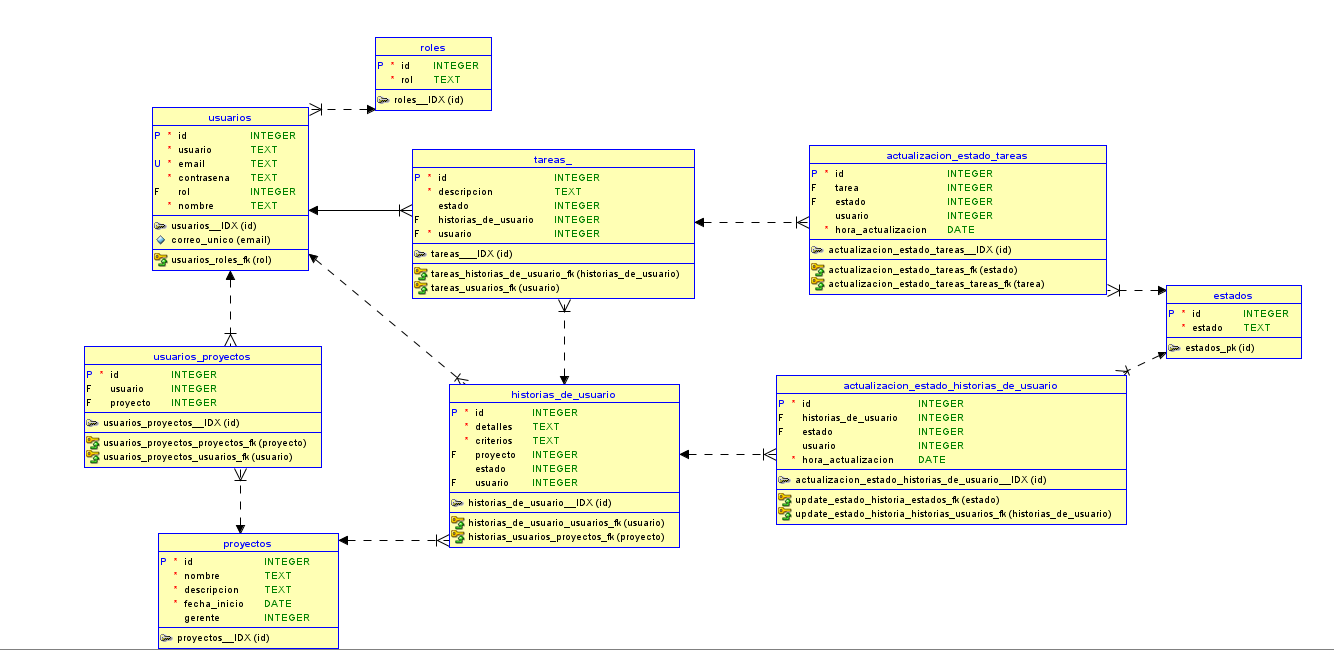 roles
P * id INTEGER
* rol TEXT
roles__IDX (id)
usuarios
P * id INTEGER
* usuario TEXT
U * email TEXT
* contrasena TEXT
F rol INTEGER
* nombre TEXT
usuarios__IDX (id)
correo_unico (email)
usuarios_roles_fk (rol)
tareas_
P * id INTEGER
* descripcion TEXT
estado INTEGER
F historias_de_usuario INTEGER
F * usuario INTEGER
tareas___IDX (id)
tareas_historias_de_usuario_fk (historias_de_usuario)
tareas_usuarios_fk (usuario)
actualizacion_estado_tareas
P * id INTEGER
F tarea INTEGER
F estado INTEGER
usuario INTEGER
* hora_actualizacion DATE
actualizacion_estado_tareas__IDX (id)
actualizacion_estado_tareas_fk (estado)
actualizacion_estado_tareas_tareas_fk (tarea)
estados
P * id INTEGER
* estado TEXT
estados_pk (id)
usuarios_proyectos
P * id INTEGER
F usuario INTEGER
F proyecto INTEGER
usuarios_proyectos__IDX (id)
usuarios_proyectos_proyectos_fk (proyecto)
usuarios_proyectos_usuarios_fk (usuario)
historias_de_usuario
P * id INTEGER
* detalles TEXT
* criterios TEXT
F proyecto INTEGER
estado INTEGER
F usuario INTEGER
historias_de_usuario__IDX (id)
historias_de_usuario_usuarios_fk (usuario)
historias_usuarios_proyectos_fk (proyecto)
actualizacion_estado_historias_de_usuario
P * id INTEGER
F historias_de_usuario INTEGER
F estado INTEGER
usuario INTEGER
* hora_actualizacion DATE
actualizacion_estado_historias_de_usuario__IDX (id)
update_estado_historia_estados_fk (estado)
update_estado_historia_historias_usuarios_fk (historias_de_usuario)
proyectos
P * id INTEGER
* nombre TEXT
* descripcion TEXT
* fecha_inicio DATE
gerente INTEGER
proyectos__IDX (id)